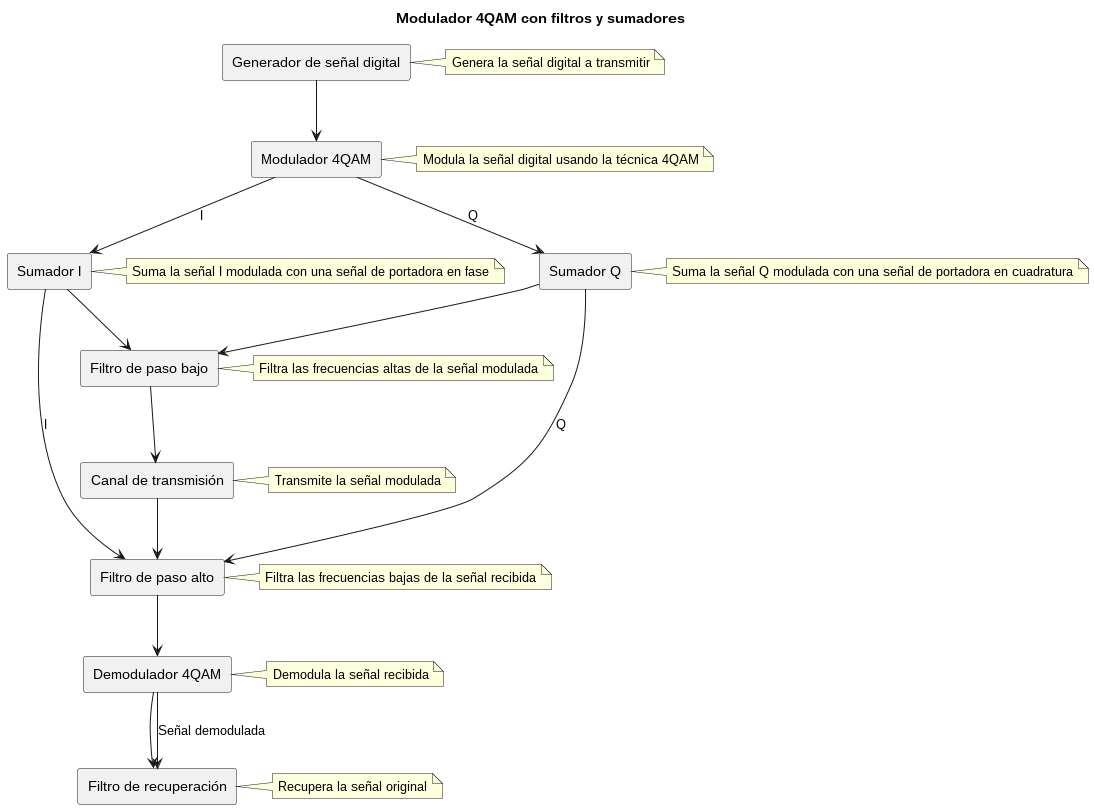 Modulador 4QAM con filtros y sumadores
Generador de señal digital
Genera la señal digital a transmitir
Modulador 4QAM
Modula la señal digital usando la técnica 4QAM
I
Q
Sumador I
Suma la señal I modulada con una señal de portadora en fase
Sumador Q
Suma la señal Q modulada con una señal de portadora en cuadratura
Filtro de paso bajo
Filtra las frecuencias altas de la señal modulada
I
Q
Canal de transmisión
Transmite la señal modulada
Filtro de paso alto
Filtra las frecuencias bajas de la señal recibida
Demodulador 4QAM
Demodula la señal recibida
Señal demodulada
Filtro de recuperación
Recupera la señal original